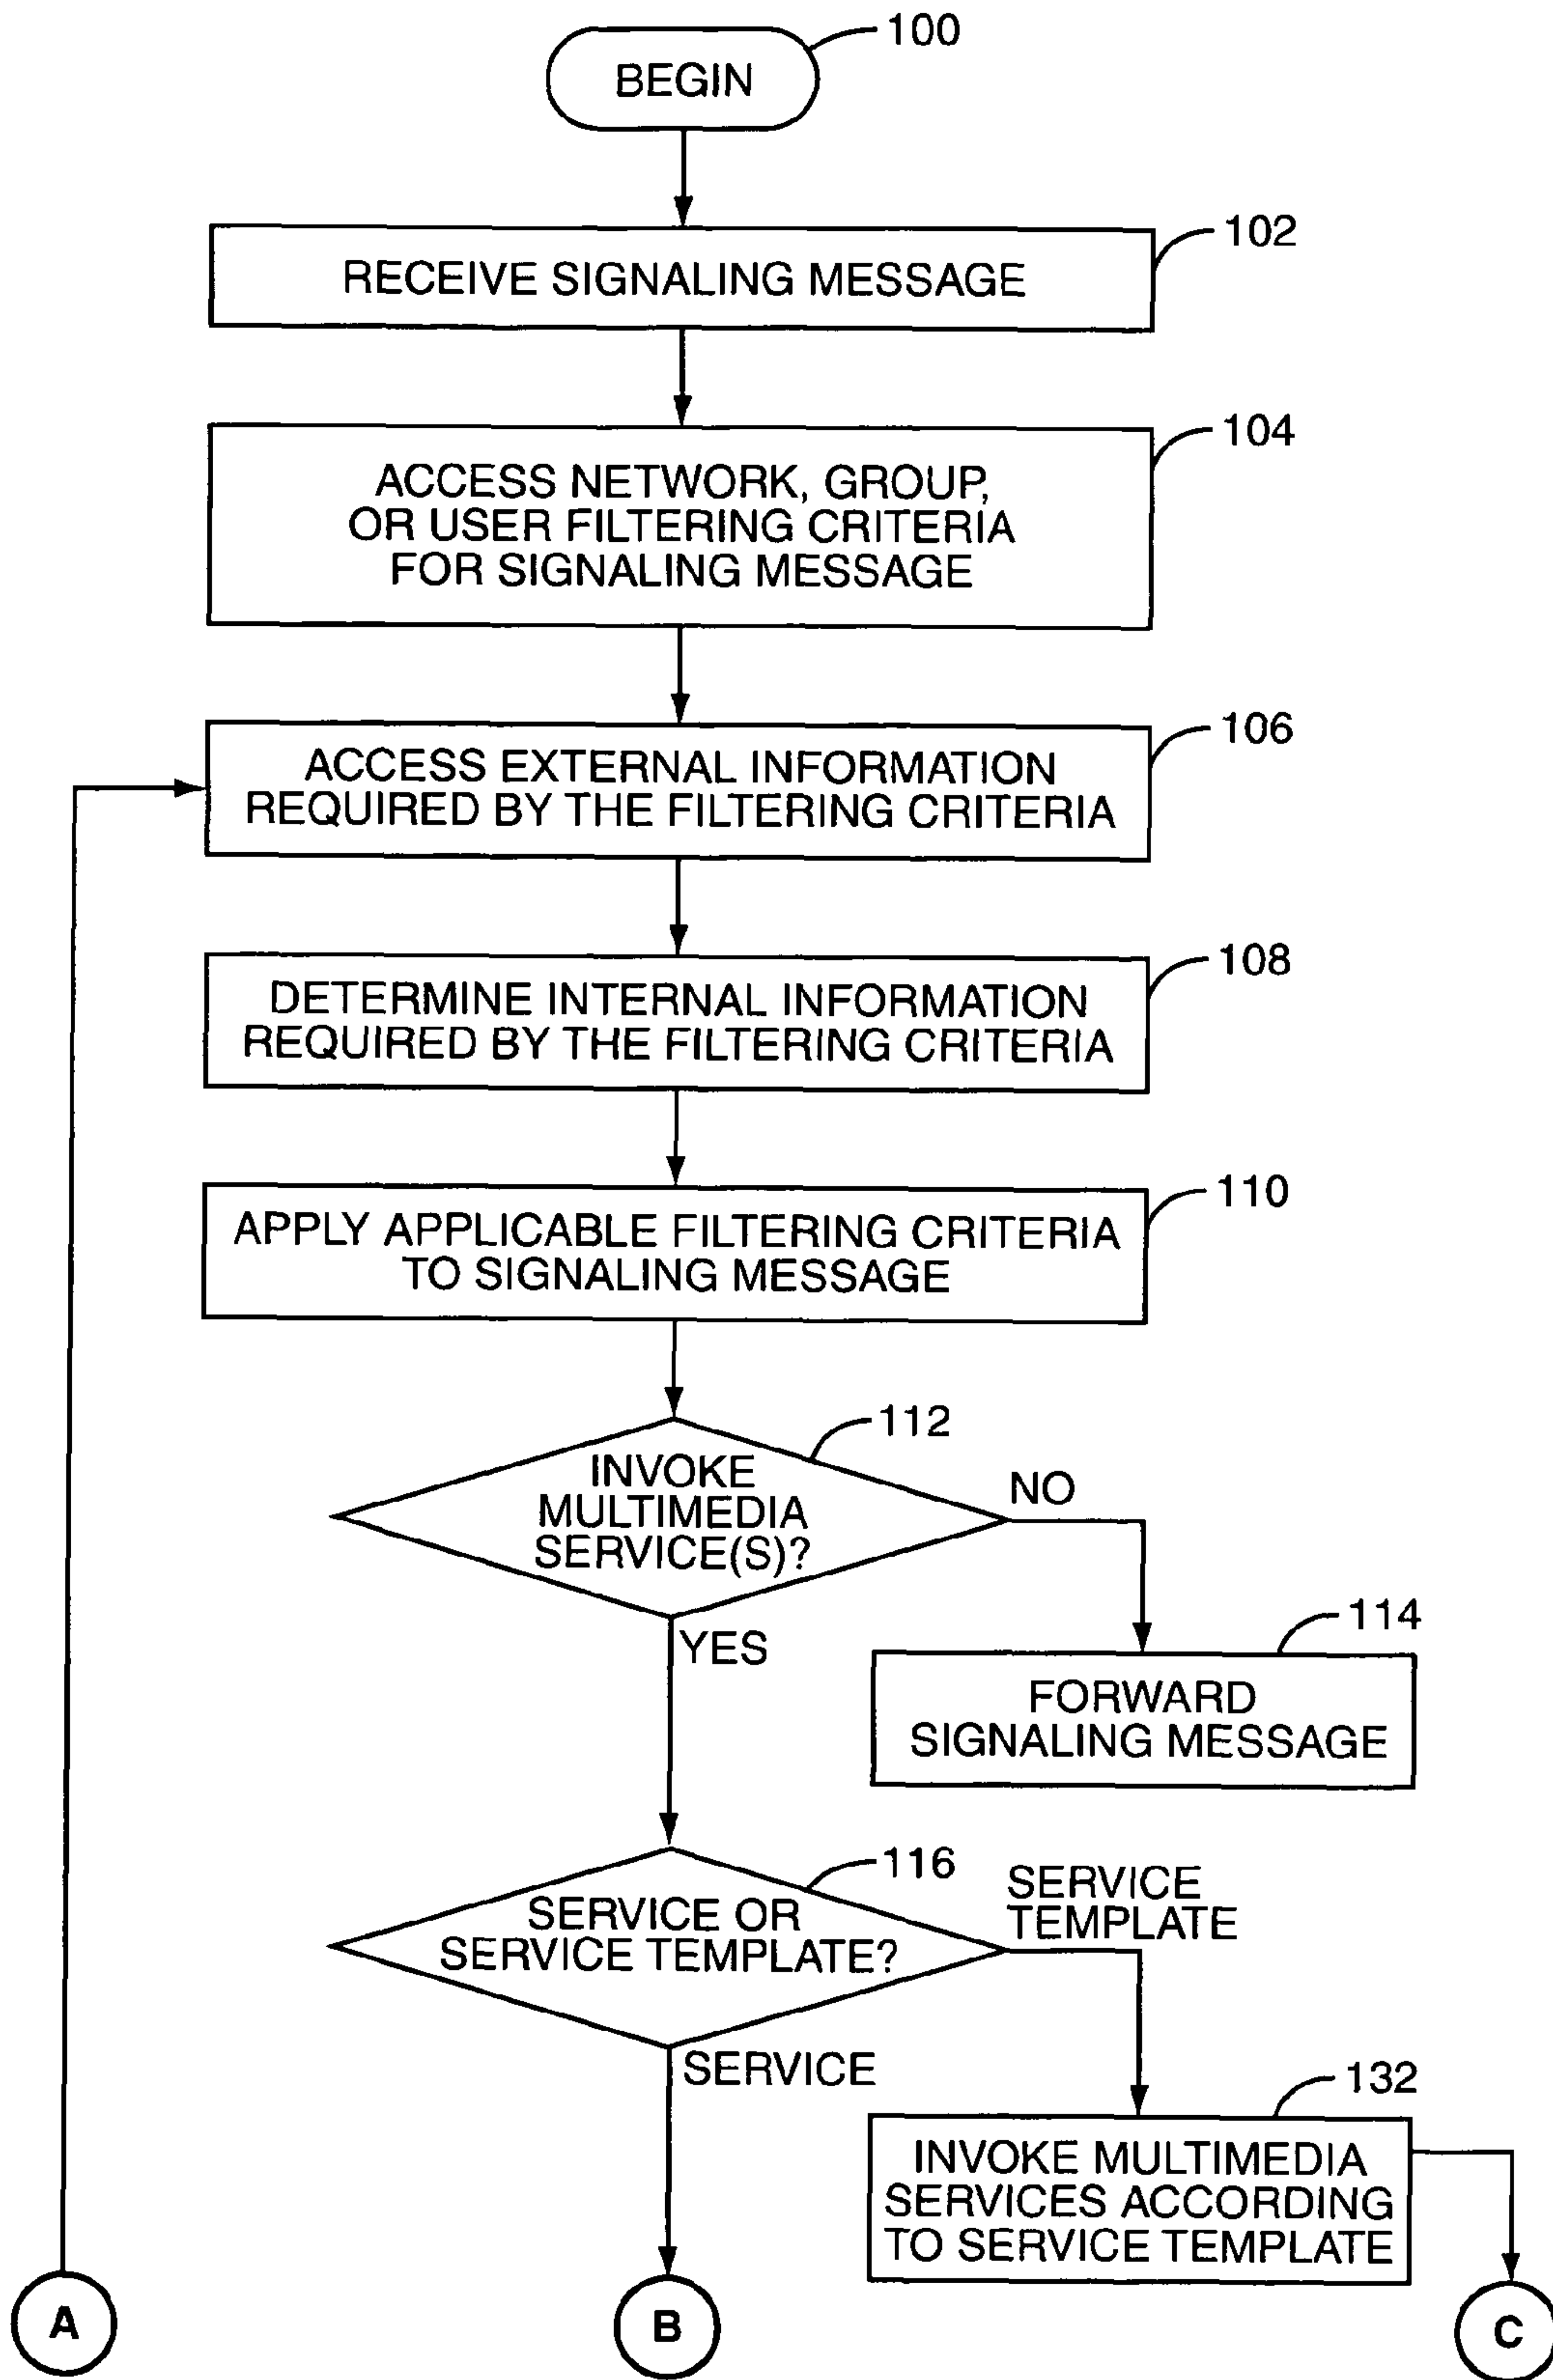 100
BEGIN
102
RECEIVE SIGNALING MESSAGE
104
ACCESS NETWORK, GROUP,
OR USER FILTERING CRITERIA
FOR SIGNALING MESSAGE
106
ACCESS EXTERNAL INFORMATION
REQUIRED BY THE FILTERING CRITERIA
108
DETERMINE INTERNAL INFORMATION
REQUIRED BY THE FILTERING CRITERIA
110
APPLY APPLICABLE FILTERING CRITERIA
TO SIGNALING MESSAGE
112
INVOKE
MULTIMEDIA
SERVICE(S)?
NO
YES
114
FORWARD
SIGNALING MESSAGE
116
SERVICE OR
SERVICE TEMPLATE?
SERVICE
TEMPLATE
SERVICE
132
INVOKE MULTIMEDIA
SERVICES ACCORDING
TO SERVICE TEMPLATE
A
B
C